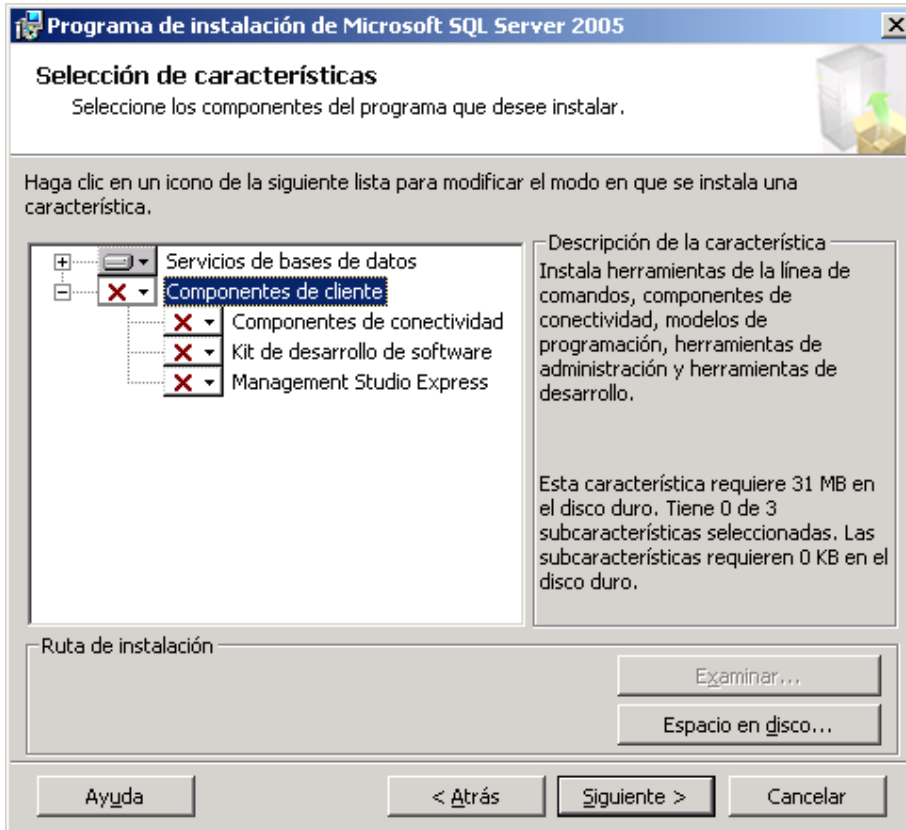 Programa de instalación de Microsoft SQL Server 2005
Selección de características
Seleccione los componentes del programa que desee instalar.
Haga clic en un icono de la siguiente lista para modificar el modo en que se instala una
característica.
Servicios de bases de datos
Componentes de cliente
Componentes de conectividad
Kit de desarrollo de software
Management Studio Express
Descripción de la característica
Instala herramientas de la línea de
comandos, componentes de
conectividad, modelos de
programación, herramientas de
administración y herramientas de
desarrollo.
Esta característica requiere 31 MB en
el disco duro. Tiene 0 de 3
subcaracterísticas seleccionadas. Las
subcaracterísticas requieren 0 KB en el
disco duro.
Ruta de instalación
Examinar...
Espacio en disco...
Ayuda
< Atrás
Siguiente >
Cancelar